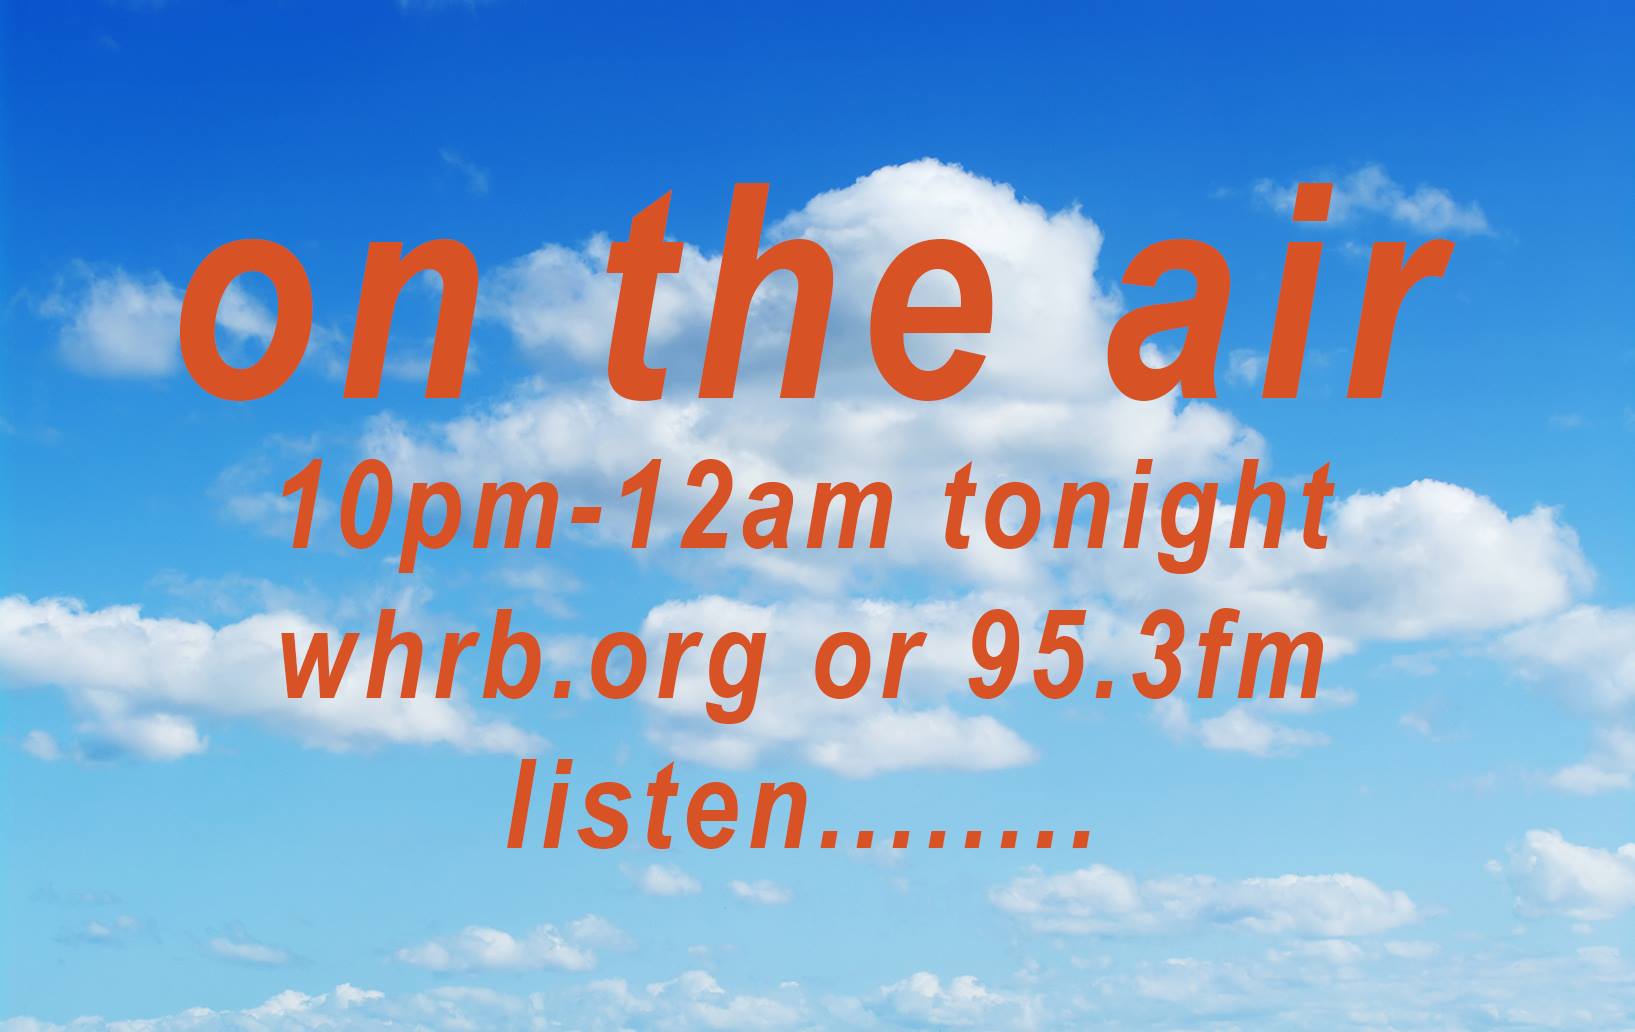 on the air
10pm-12am tonight
whrb.org or 95.3fm
listen........